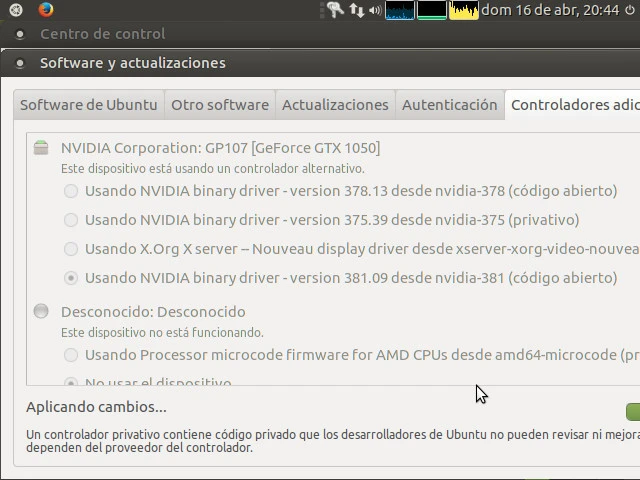 dom 16 de abr, 20:44
Centro de control
Software y actualizaciones
Software de Ubuntu Otro software Actualizaciones Autenticación Controladores adic
NVIDIA Corporation: GP107 [GeForce GTX 1050]
Este dispositivo está usando un controlador alternativo.
Usando NVIDIA binary driver - version 378.13 desde nvidia-378 (código abierto)
Usando NVIDIA binary driver - version 375.39 desde nvidia-375 (privativo)
Usando X.Org X server -- Nouveau display driver desde xserver-xorg-video-nouvea
Usando NVIDIA binary driver - version 381.09 desde nvidia-381 (código abierto)
Desconocido: Desconocido
Este dispositivo no está funcionando.
Usando Processor microcode firmware for AMD CPUs desde amd64-microcode (pr
No usar el dispositivo
Aplicando cambios...
Un controlador privativo contiene código privado que los desarrolladores de Ubuntu no pueden revisar ni mejora
dependen del proveedor del controlador.